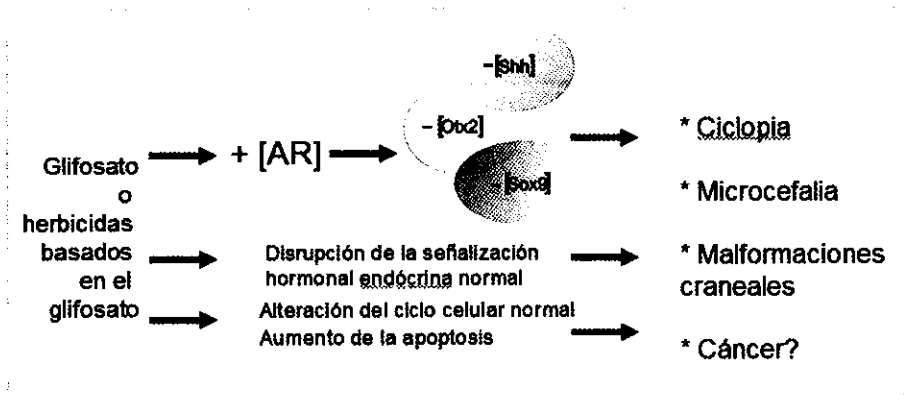 Glifosato
o
herbicidas
basados
en el
glifosato
+ [AR]
– [Shh]
– [Otx2]
– [Sox9]
Disrupción de la señalización
hormonal endócrina normal
Alteración del ciclo celular normal
Aumento de la apoptosis
* Ciclopia
* Microcefalia
* Malformaciones
craneales
* Cáncer?